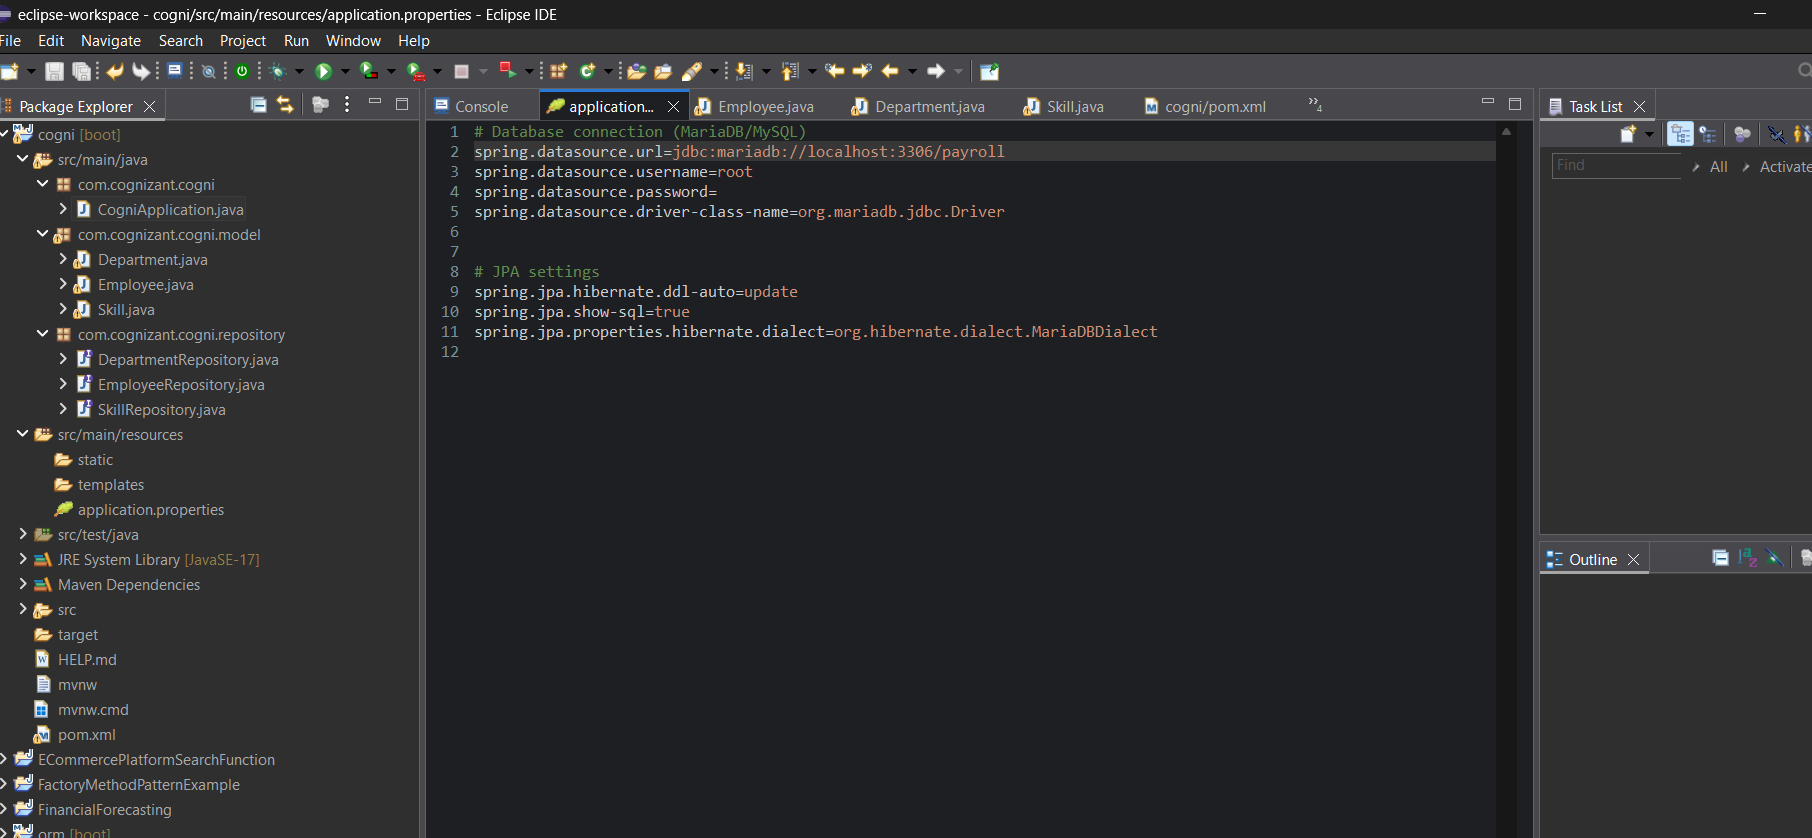 eclipse-workspace - cogni/src/main/resources/application.properties - Eclipse IDE
File Edit Navigate Search Project Run Window Help
Package Explorer
Console application... Employee.java Department.java Skill.java cogni/pom.xml »4
Task List
cogni [boot]
src/main/java
com.cognizant.cogni
CogniApplication.java
com.cognizant.cogni.model
Department.java
Employee.java
Skill.java
com.cognizant.cogni.repository
DepartmentRepository.java
EmployeeRepository.java
SkillRepository.java
src/main/resources
static
templates
application.properties
src/test/java
JRE System Library [JavaSE-17]
Maven Dependencies
src
target
HELP.md
mvnw
mvnw.cmd
pom.xml
ECommercePlatformSearchFunction
FactoryMethodPatternExample
FinancialForecasting
orm [boot]
1 # Database connection (MariaDB/MySQL)
2 spring.datasource.url=jdbc:mariadb://localhost:3306/payroll
3 spring.datasource.username=root
4 spring.datasource.password=
5 spring.datasource.driver-class-name=org.mariadb.jdbc.Driver
6
7
8 # JPA settings
9 spring.jpa.hibernate.ddl-auto=update
10 spring.jpa.show-sql=true
11 spring.jpa.properties.hibernate.dialect=org.hibernate.dialect.MariaDBDialect
12
Find All Activate
Outline